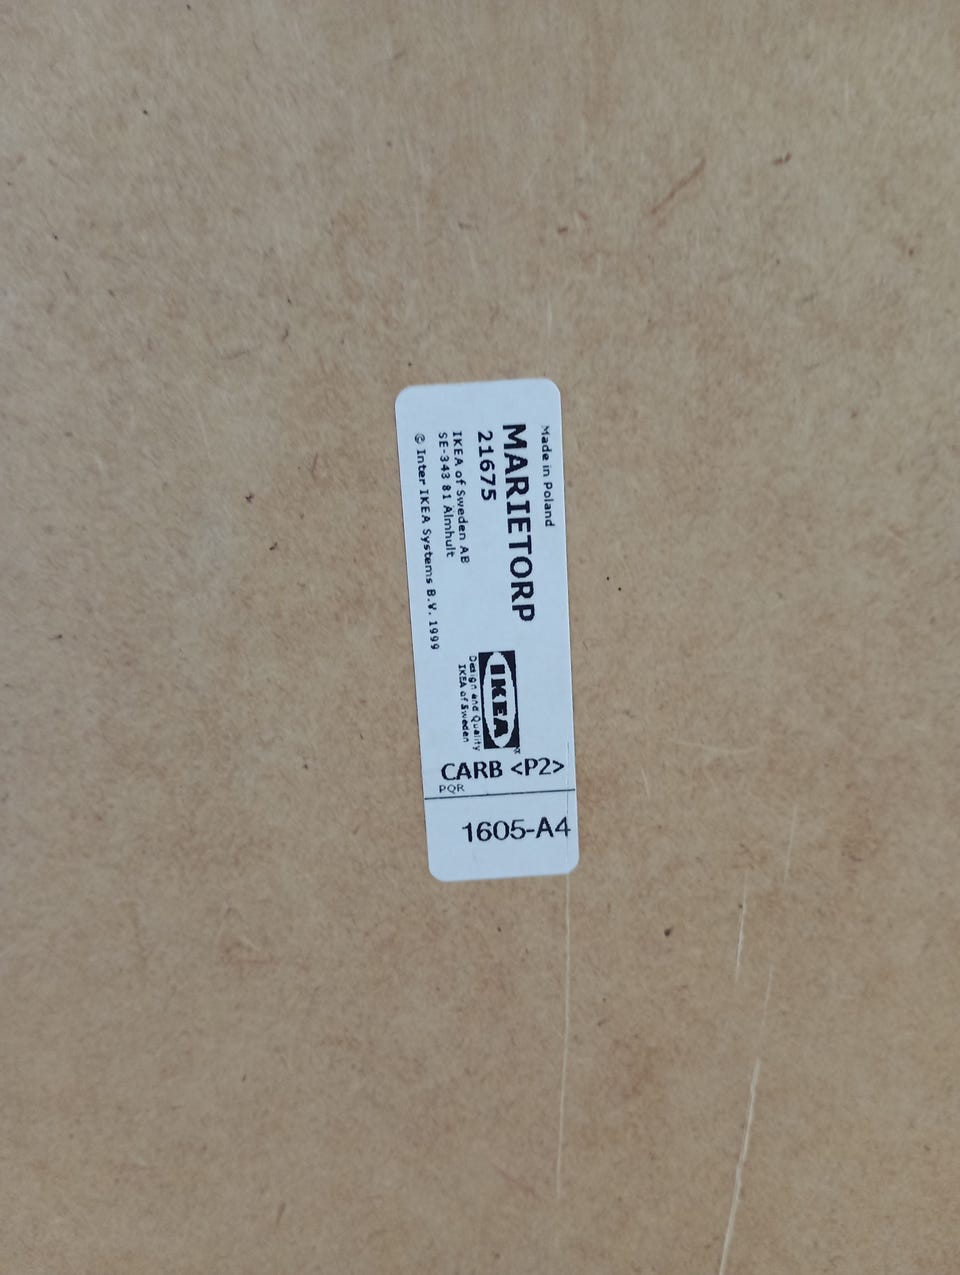 Made in Poland
MARIETORP
21675
IKEA of Sweden AB
SE-343 81 Älmhult
© Inter IKEA Systems B.V. 1999
IKEA®
Design and Quality
IKEA of Sweden
CARB <P2>
PQR
1605-A4